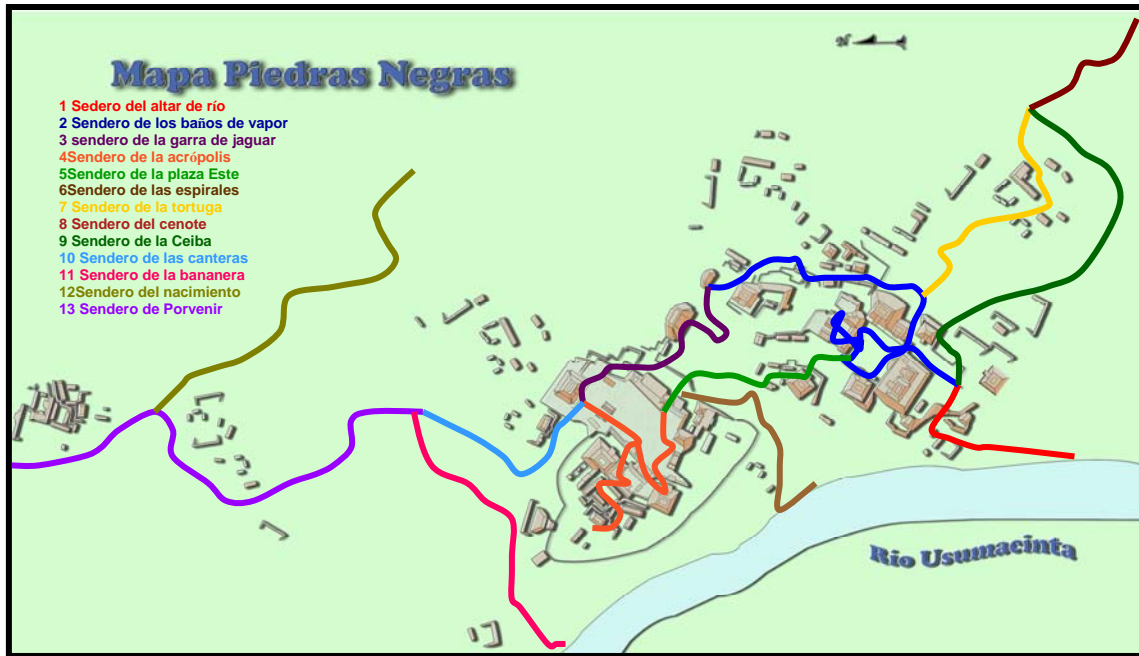 N
Mapa Piedras Negras
1 Sedero del altar de río
2 Sendero de los baños de vapor
3 sendero de la garra de jaguar
4Sendero de la acrópolis
5Sendero de la plaza Este
6Sendero de las espirales
7 Sendero de la tortuga
8 Sendero del cenote
9 Sendero de la Ceiba
10 Sendero de las canteras
11 Sendero de la bananera
12Sendero del nacimiento
13 Sendero de Porvenir
Río Usumacinta